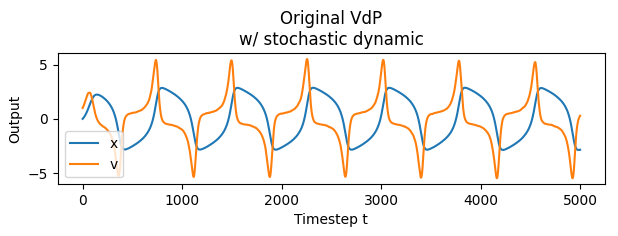 Original VdP
w/ stochastic dynamic
Output
5
0
−5
x
v
0
1000
2000
3000
4000
5000
Timestep t